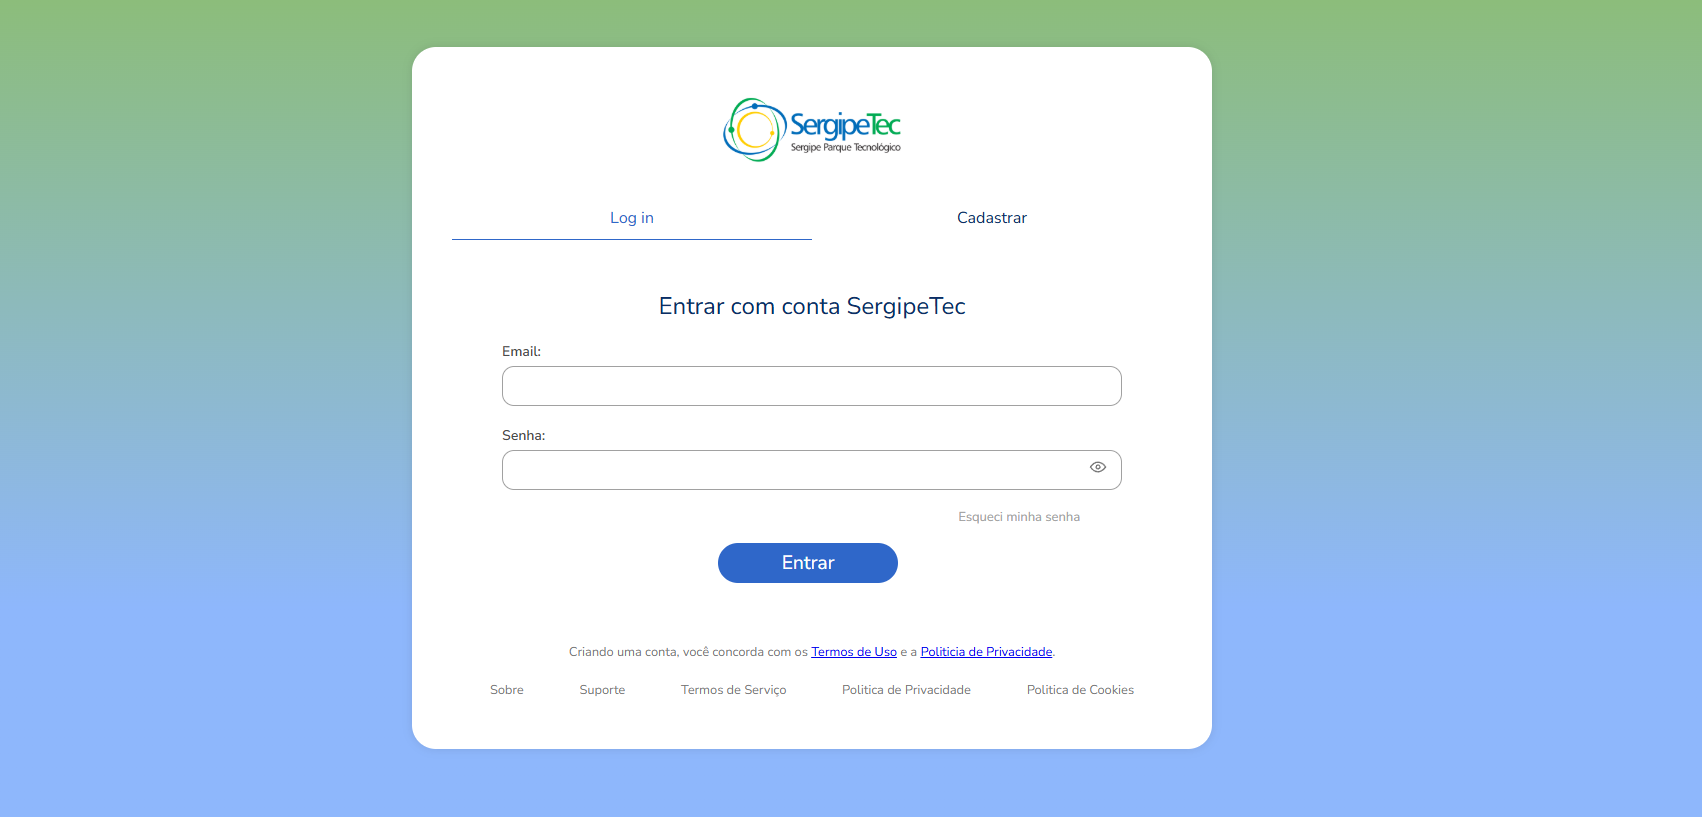 SergipeTec
Sergipe Parque Tecnológico
Log in
Cadastrar
Entrar com conta SergipeTec
Email:
Senha:
Esqueci minha senha
Entrar
Criando uma conta, você concorda com os Termos de Uso e a Politicia de Privacidade.
Sobre Suporte Termos de Serviço Politica de Privacidade Politica de Cookies